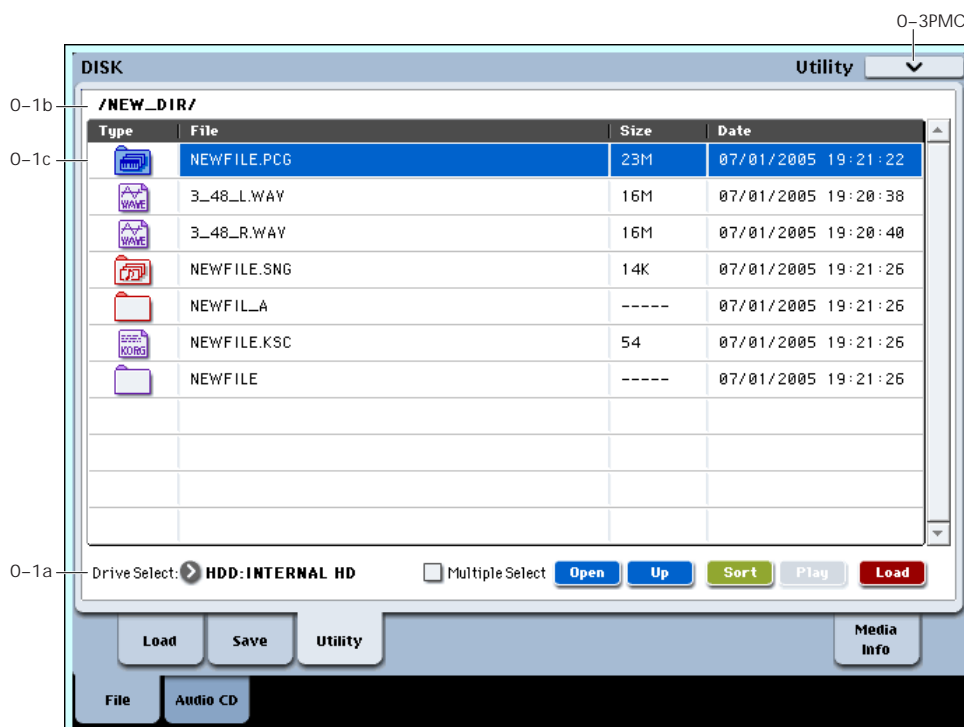 0–3PMC
DISK
Utility
0–1b
/NEW_DIR/
Type File Size Date
0–1c
NEWFILE.PCG 23M 07/01/2005 19:21:22
WAVE 3_48_L.WAV 16M 07/01/2005 19:20:38
WAVE 3_48_R.WAV 16M 07/01/2005 19:20:40
NEWFILE.SNG 14K 07/01/2005 19:21:26
NEWFIL_A ----- 07/01/2005 19:21:26
KORG NEWFILE.KSC 54 07/01/2005 19:21:26
NEWFILE ----- 07/01/2005 19:21:26
0–1a
Drive Select: HDD:INTERNAL HD Multiple Select Open Up Sort Play Load
Load Save Utility Media Info
File Audio CD